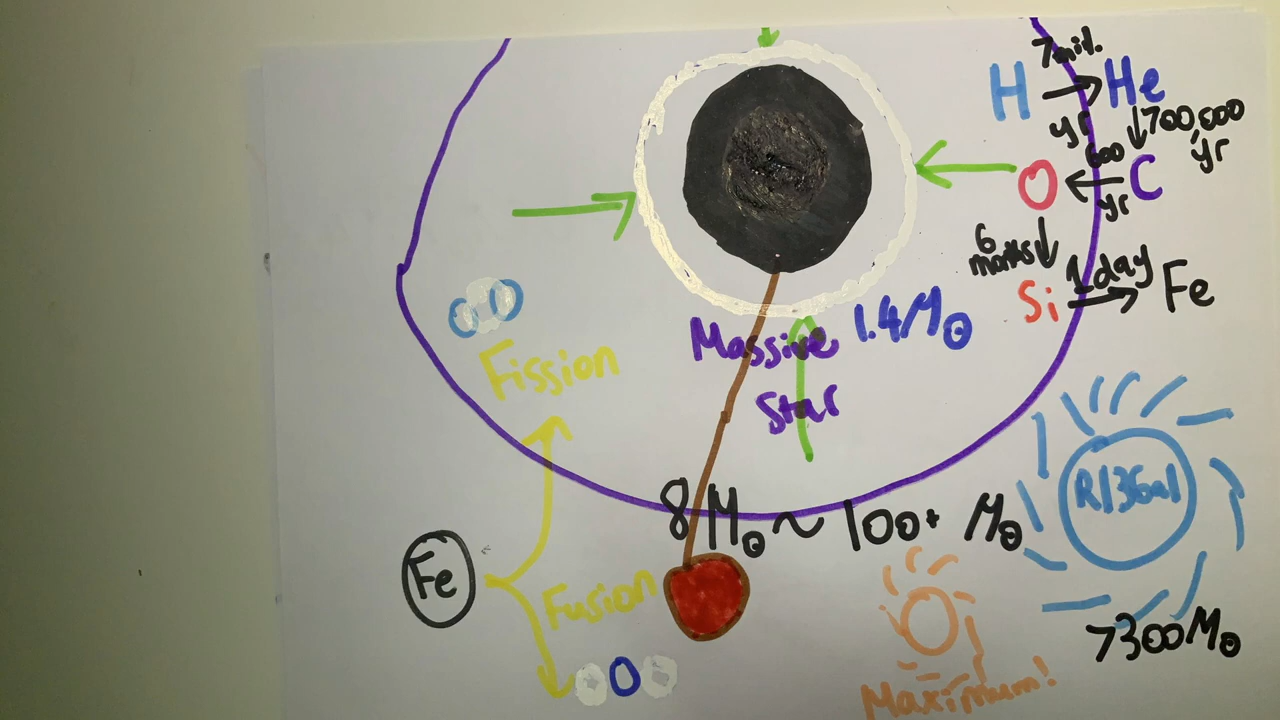 H 7mil. yr He
700,000 yr
O 600 yr C
6 months
Si 1 day Fe
Massive 1.4M☉
Star
Fission
8M☉ ~ 100+ M☉
R136a1
Fe
Fusion
>300M☉
Maximum!